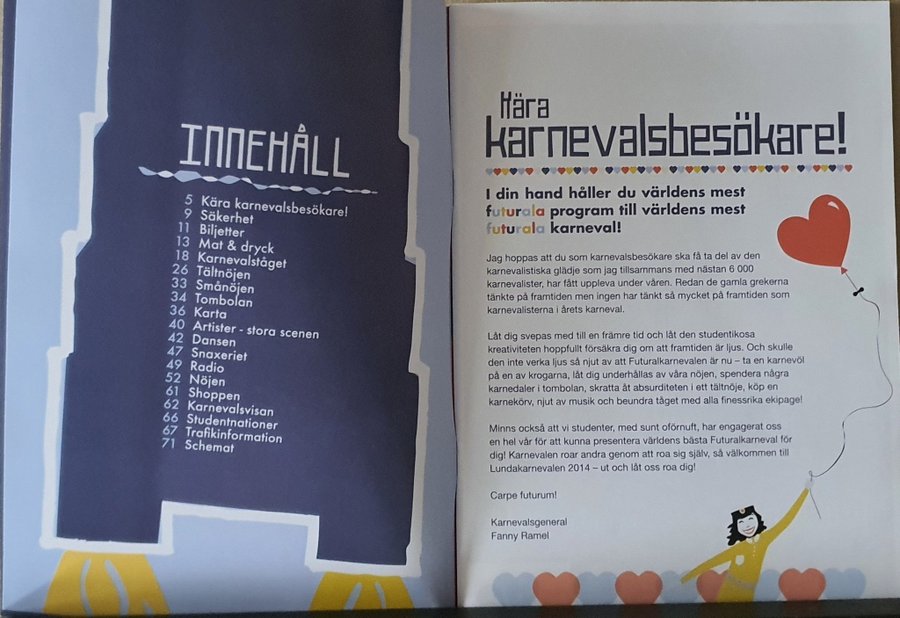 INNEHÅLL
5 Kära karnevalsbesökare!
9 Säkerhet
11 Biljetter
13 Mat & dryck
18 Karnevalståget
26 Tältnöjen
33 Smånöjen
34 Tombolan
36 Karta
40 Artister - stora scenen
42 Dansen
47 Snaxeriet
49 Radio
52 Nöjen
61 Shoppen
62 Karnevalsvisan
66 Studentnationer
67 Trafikinformation
71 Schemat
Kära
karnevalsbesökare!
I din hand håller du världens mest
futurala program till världens mest
futurala karneval!
Jag hoppas att du som karnevalsbesökare ska få ta del av den
karnevalistiska glädje som jag tillsammans med nästan 6 000
karnevalister, har fått uppleva under våren. Redan de gamla grekerna
tänkte på framtiden men ingen har tänkt så mycket på framtiden som
karnevalisterna i årets karneval.
Låt dig svepas med till en främre tid och låt den studentikosa
kreativiteten hoppfullt försäkra dig om att framtiden är ljus. Och skulle
den inte verka ljus så njut av att Futuralkarnevalen är nu – ta en karnevöl
på en av krogarna, låt dig underhållas av våra nöjen, spendera några
karnedaler i tombolan, skratta åt absurditeten i ett tältnöje, köp en
karnekörv, njut av musik och beundra tåget med alla finessrika ekipage!
Minns också att vi studenter, med sunt oförnuft, har engagerat oss
en hel vår för att kunna presentera världens bästa Futuralkarneval för
dig! Karnevalen roar andra genom att roa sig själv, så välkommen till
Lundakarnevalen 2014 – ut och låt oss roa dig!
Carpe futurum!
Karnevalsgeneral
Fanny Ramel